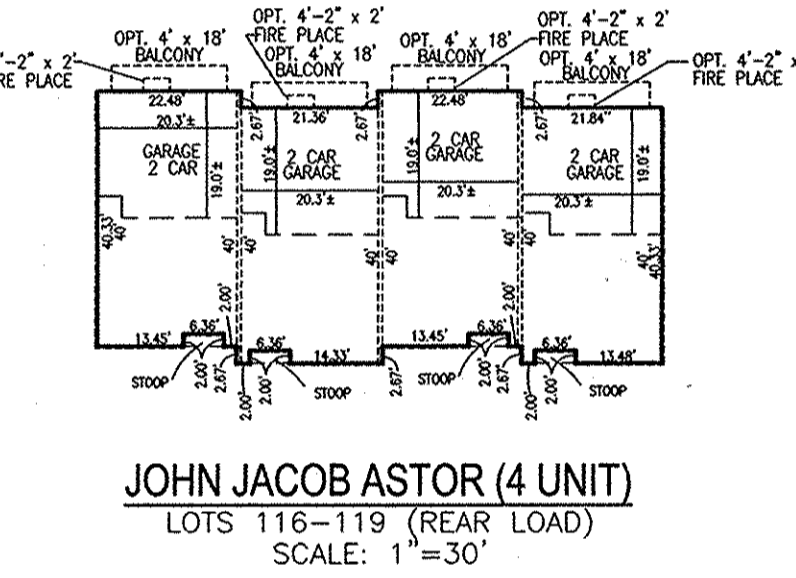 OPT. 4'-2" x 2'
FIRE PLACE
OPT. 4'-2" x 2'
FIRE PLACE
OPT. 4' x 18'
BALCONY
OPT. 4' x 18'
BALCONY
OPT. 4' x 18'
BALCONY
OPT. 4' x 18'
BALCONY
'-2" x 2'
RE PLACE
OPT. 4'-2" x
FIRE PLACE
22.48'
21.36'
22.48'
21.84''
2.67'
2.67'
2.67'
20.3'±
GARAGE
2 CAR
19.0'±
2 CAR
GARAGE
19.0'±
20.3'±
2 CAR
GARAGE
19.0'±
20.3'±
2 CAR
GARAGE
19.0'±
20.3'±
40.33'
40'
40'
40'
40'
40'
40'
40'
40'
40.33'
13.45'
6.36'
2.00'
6.36'
14.33'
13.45'
6.36'
2.00'
6.36'
13.48'
STOOP
2.00'
2.67'
2.00'
2.00'
STOOP
2.67'
STOOP
2.00'
2.67'
2.00'
2.00'
STOOP
JOHN JACOB ASTOR (4 UNIT)
LOTS 116-119 (REAR LOAD)
SCALE: 1"=30'